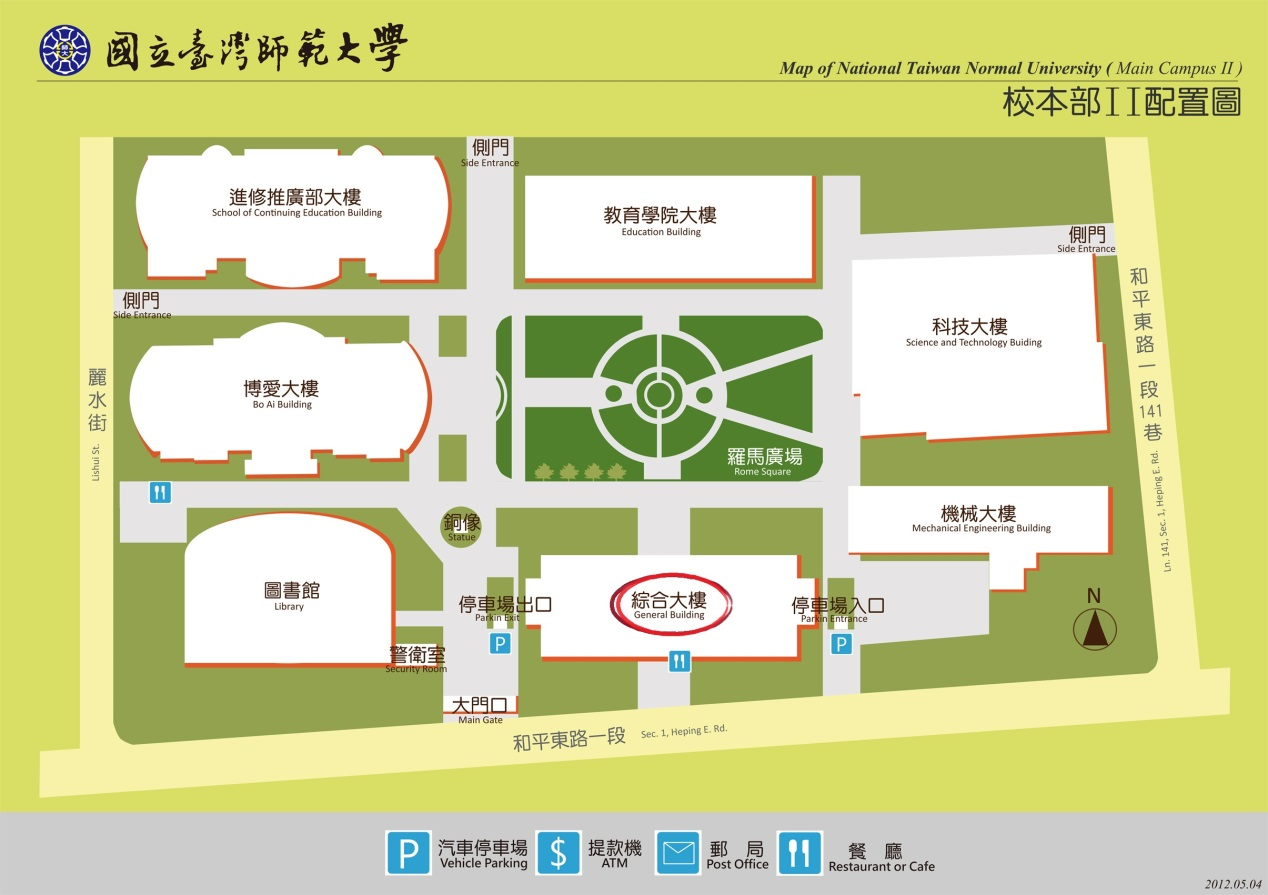 國立臺灣師範大學
Map of National Taiwan Normal University ( Main Campus II )
校本部II配置圖
側門
Side Entrance
進修推廣部大樓
School of Continuing Education Building
教育學院大樓
Education Building
側門
Side Entrance
側門
Side Entrance
科技大樓
Science and Technology Buiding
和平東路一段141巷
Ln. 141, Sec. 1, Heping E. Rd.
麗水街
Lishui St.
博愛大樓
Bo Ai Building
羅馬廣場
Rome Square
銅像
Statue
機械大樓
Mechanical Engineering Building
圖書館
Library
停車場出口
Parkin Exit
P
綜合大樓
General Building
停車場入口
Parkin Entrance
P
N
警衛室
Security Room
大門口
Main Gate
和平東路一段
Sec. 1, Heping E. Rd.
P
汽車停車場
Vehicle Parking
$
提款機
ATM
郵 局
Post Office
餐 廳
Restaurant or Cafe
2012.05.04